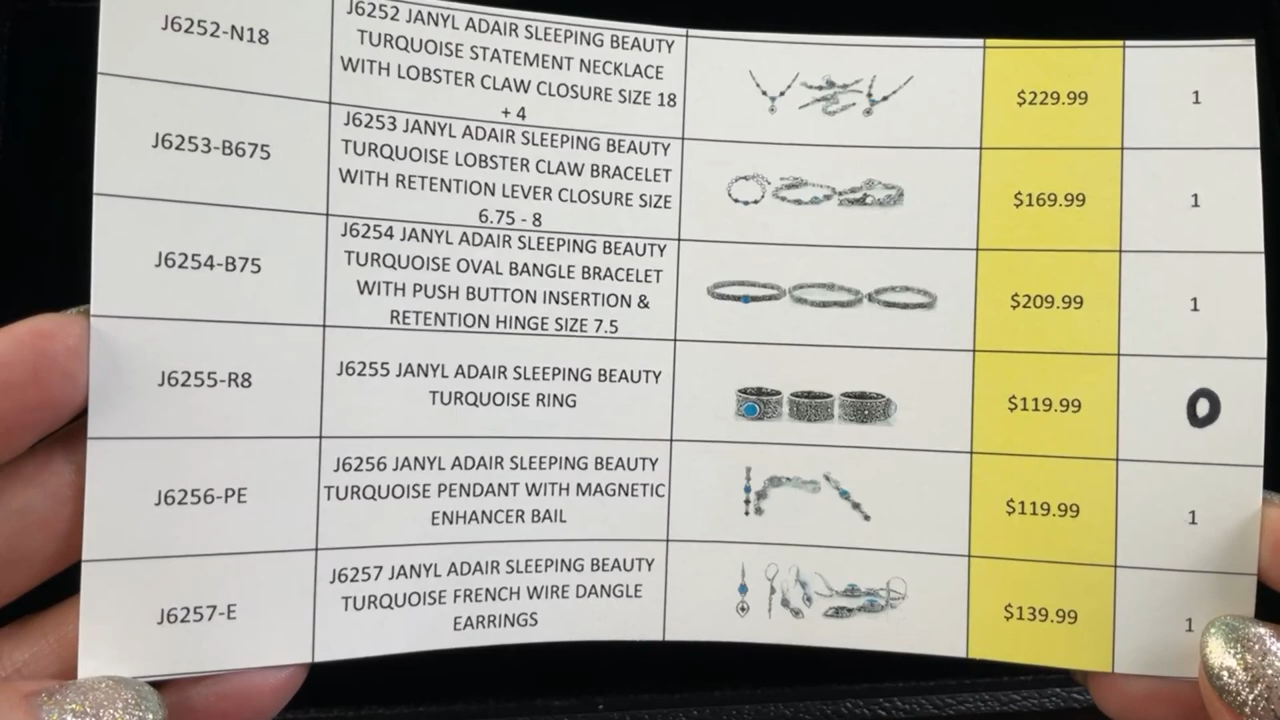 J6252-N18
J6252 JANYL ADAIR SLEEPING BEAUTY
TURQUOISE STATEMENT NECKLACE
WITH LOBSTER CLAW CLOSURE SIZE 18
+ 4
$229.99
1
J6253-B675
J6253 JANYL ADAIR SLEEPING BEAUTY
TURQUOISE LOBSTER CLAW BRACELET
WITH RETENTION LEVER CLOSURE SIZE
6.75 - 8
$169.99
1
J6254-B75
J6254 JANYL ADAIR SLEEPING BEAUTY
TURQUOISE OVAL BANGLE BRACELET
WITH PUSH BUTTON INSERTION &
RETENTION HINGE SIZE 7.5
$209.99
1
J6255-R8
J6255 JANYL ADAIR SLEEPING BEAUTY
TURQUOISE RING
$119.99
0
J6256-PE
J6256 JANYL ADAIR SLEEPING BEAUTY
TURQUOISE PENDANT WITH MAGNETIC
ENHANCER BAIL
$119.99
1
J6257-E
J6257 JANYL ADAIR SLEEPING BEAUTY
TURQUOISE FRENCH WIRE DANGLE
EARRINGS
$139.99
1